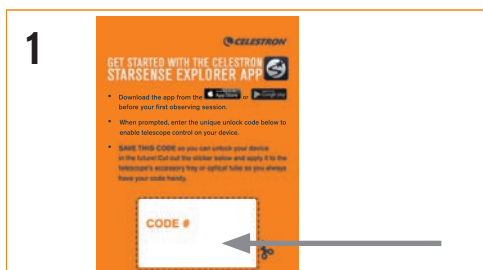 1
CELESTRON
GET STARTED WITH THE CELESTRON
STARSENSE EXPLORER APP
• Download the app from the App Store or Google play
before your first observing session.
• When prompted, enter the unique unlock code below to
enable telescope control on your device.
• SAVE THIS CODE so you can unlock your device
in the future! Cut out the sticker below and apply it to the
telescope's accessory tray or optical tube so you always
have your code handy.
CODE #